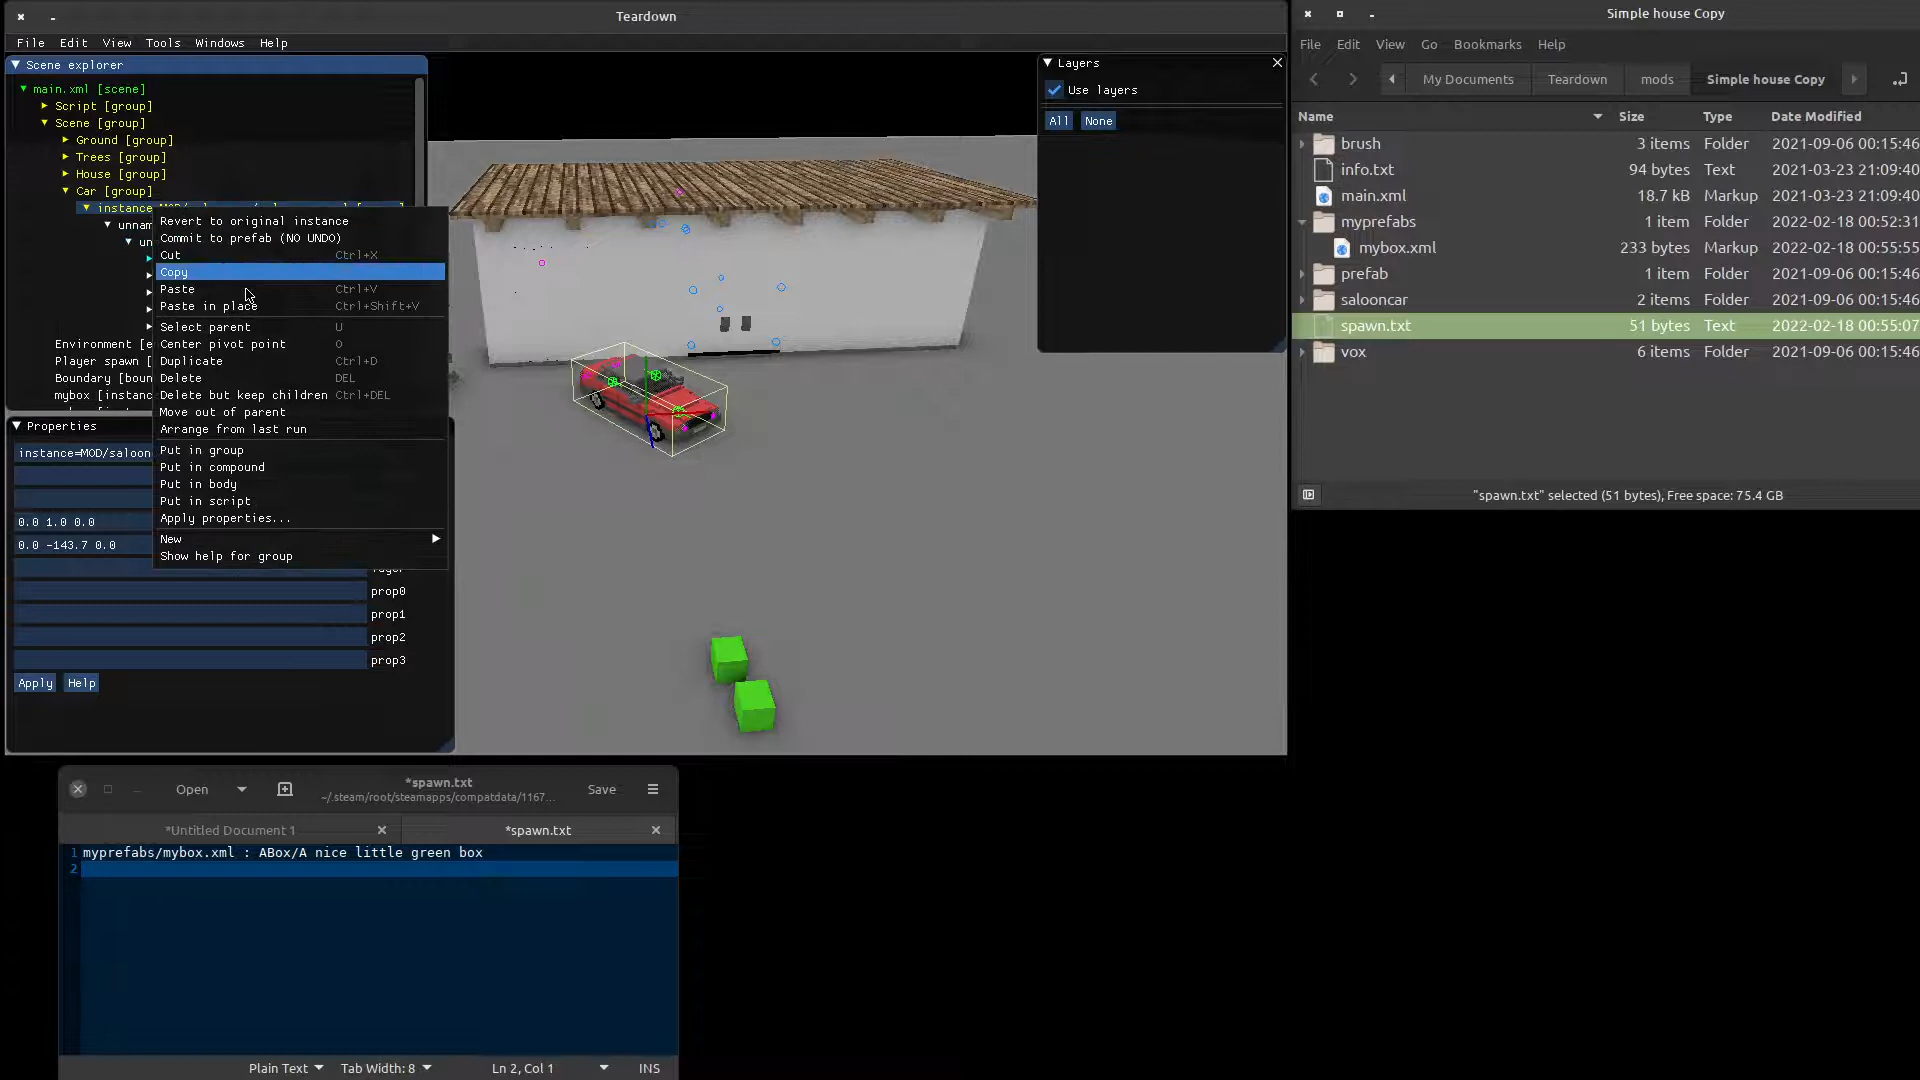 Teardown
File Edit View Tools Windows Help
Scene explorer
main.xml [scene]
Script [group]
Scene [group]
Ground [group]
Trees [group]
House [group]
Car [group]
instance
unnam
un
Environment [e
Player spawn [
Boundary [boun
mybox [instanc
Revert to original instance
Commit to prefab (NO UNDO)
Cut Ctrl+X
Copy
Paste Ctrl+V
Paste in place Ctrl+Shift+V
Select parent U
Center pivot point O
Duplicate Ctrl+D
Delete DEL
Delete but keep children Ctrl+DEL
Move out of parent
Arrange from last run
Put in group
Put in compound
Put in body
Put in script
Apply properties...
New
Show help for group
Properties
instance=MOD/saloon
0.0 1.0 0.0
0.0 -143.7 0.0
prop0
prop1
prop2
prop3
Apply Help
Layers
Use layers
All None
Simple house Copy
File Edit View Go Bookmarks Help
My Documents Teardown mods Simple house Copy
Name Size Type Date Modified
brush 3 items Folder 2021-09-06 00:15:46
info.txt 94 bytes Text 2021-03-23 21:09:40
main.xml 18.7 kB Markup 2021-03-23 21:09:40
myprefabs 1 item Folder 2022-02-18 00:52:31
mybox.xml 233 bytes Markup 2022-02-18 00:55:55
prefab 1 item Folder 2021-09-06 00:15:46
salooncar 2 items Folder 2021-09-06 00:15:46
spawn.txt 51 bytes Text 2022-02-18 00:55:07
vox 6 items Folder 2021-09-06 00:15:46
"spawn.txt" selected (51 bytes), Free space: 75.4 GB
Open *spawn.txt Save
~/.steam/root/steamapps/compatdata/1167...
*Untitled Document 1 *spawn.txt
1 myprefabs/mybox.xml : ABox/A nice little green box
2
Plain Text Tab Width: 8 Ln 2, Col 1 INS